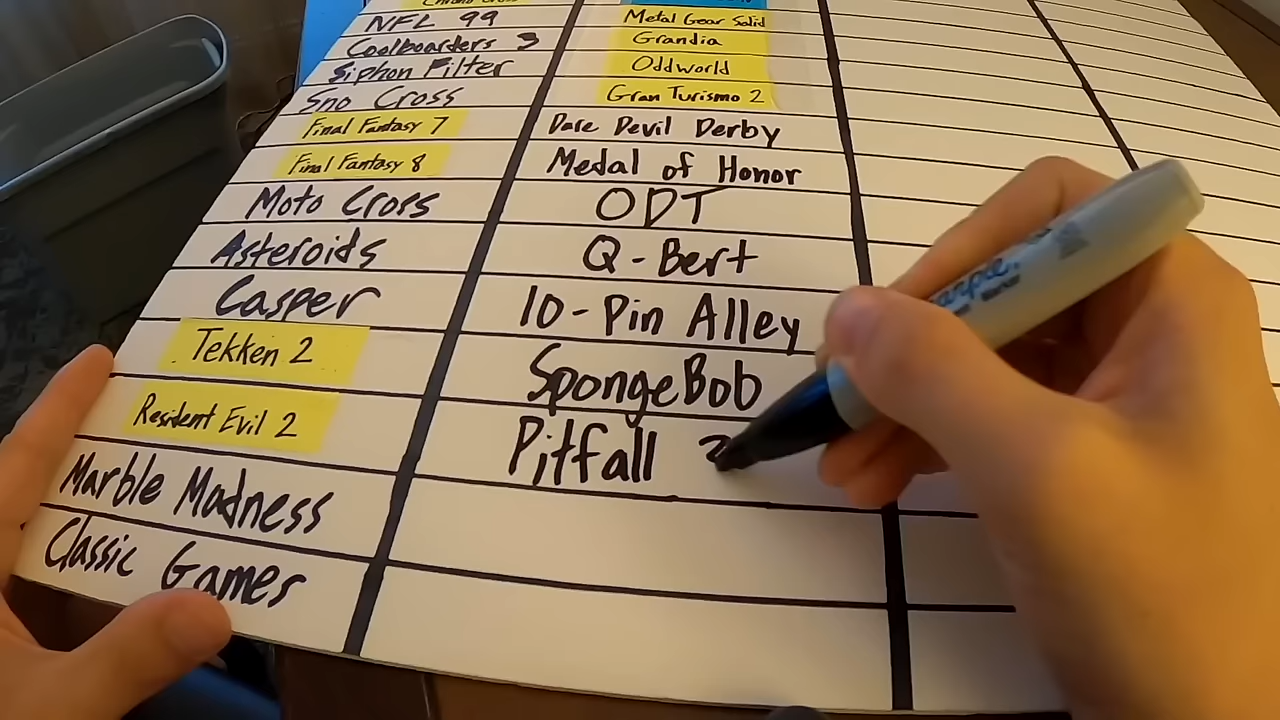 Chrono Cross
NFL 99
Coolboarders 3
Siphon Filter
Sno Cross
Final Fantasy 7
Final Fantasy 8
Moto Cross
Asteroids
Casper
Tekken 2
Resident Evil 2
Marble Madness
Classic Games
Metal Gear Solid
Grandia
Oddworld
Gran Turismo 2
Dare Devil Derby
Medal of Honor
ODT
Q-Bert
10-Pin Alley
SpongeBob
Pitfall